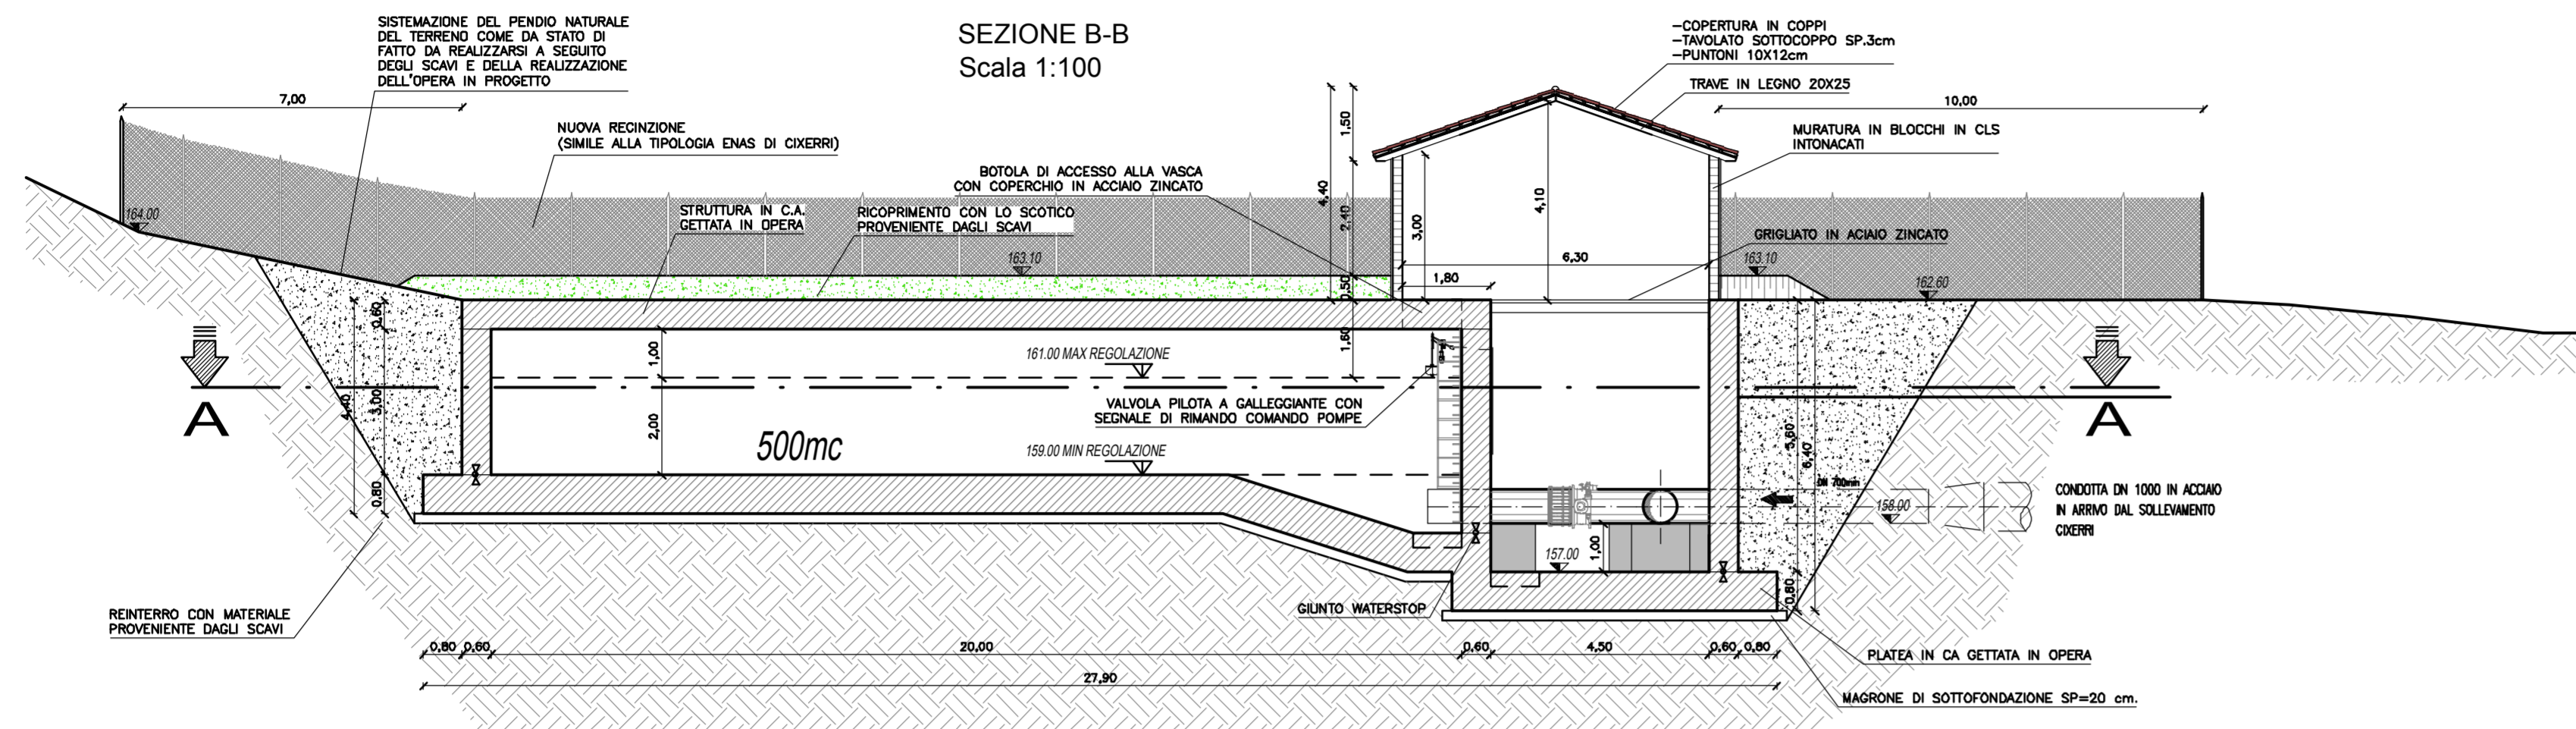 SEZIONE B-B
Scala 1:100
SISTEMAZIONE DEL PENDIO NATURALE
DEL TERRENO COME DA STATO DI
FATTO DA REALIZZARSI A SEGUITO
DEGLI SCAVI E DELLA REALIZZAZIONE
DELL'OPERA IN PROGETTO
-COPERTURA IN COPPI
-TAVOLATO SOTTOCOPPO SP.3cm
-PUNTONI 10X12cm
TRAVE IN LEGNO 20X25
7,00
10,00
NUOVA RECINZIONE
(SIMILE ALLA TIPOLOGIA ENAS DI CIXERRI)
MURATURA IN BLOCCHI IN CLS
INTONACATI
BOTOLA DI ACCESSO ALLA VASCA
CON COPERCHIO IN ACCIAIO ZINCATO
1,50
4,40
2,40
3,00
4,10
164.00
STRUTTURA IN C.A.
GETTATA IN OPERA
RICOPRIMENTO CON LO SCOTICO
PROVENIENTE DAGLI SCAVI
GRIGLIATO IN ACIAIO ZINCATO
163.10
6,30
163.10
1,80
0,50
162.60
0,60
1,00
1,60
161.00 MAX REGOLAZIONE
A
A
4,40
3,00
2,00
VALVOLA PILOTA A GALLEGGIANTE CON
SEGNALE DI RIMANDO COMANDO POMPE
500mc
159.00 MIN REGOLAZIONE
5,60
6,40
DN 700mm
158.00
CONDOTTA DN 1000 IN ACCIAIO
IN ARRIVO DAL SOLLEVAMENTO
CIXERRI
0,80
157.00
1,00
0,80
REINTERRO CON MATERIALE
PROVENIENTE DAGLI SCAVI
GIUNTO WATERSTOP
0,80
0,60
20,00
0,60
4,50
0,60
0,80
27,90
PLATEA IN CA GETTATA IN OPERA
MAGRONE DI SOTTOFONDAZIONE SP=20 cm.